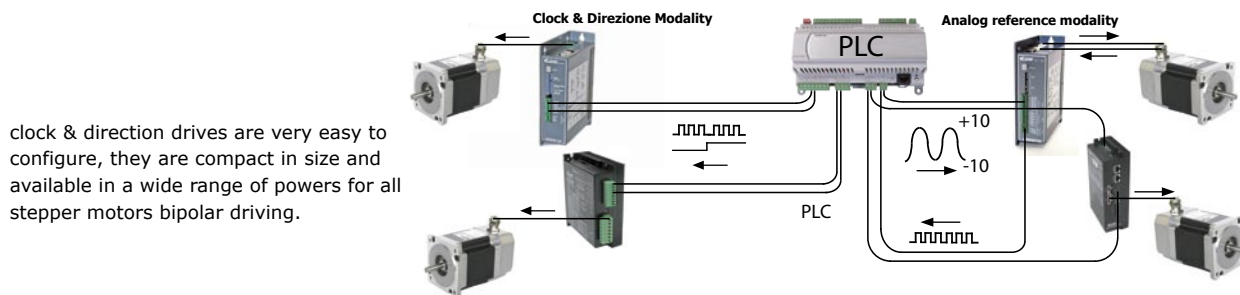 Clock & Direzione Modality
PLC
Analog reference modality
clock & direction drives are very easy to
configure, they are compact in size and
available in a wide range of powers for all
stepper motors bipolar driving.
+10
-10
PLC